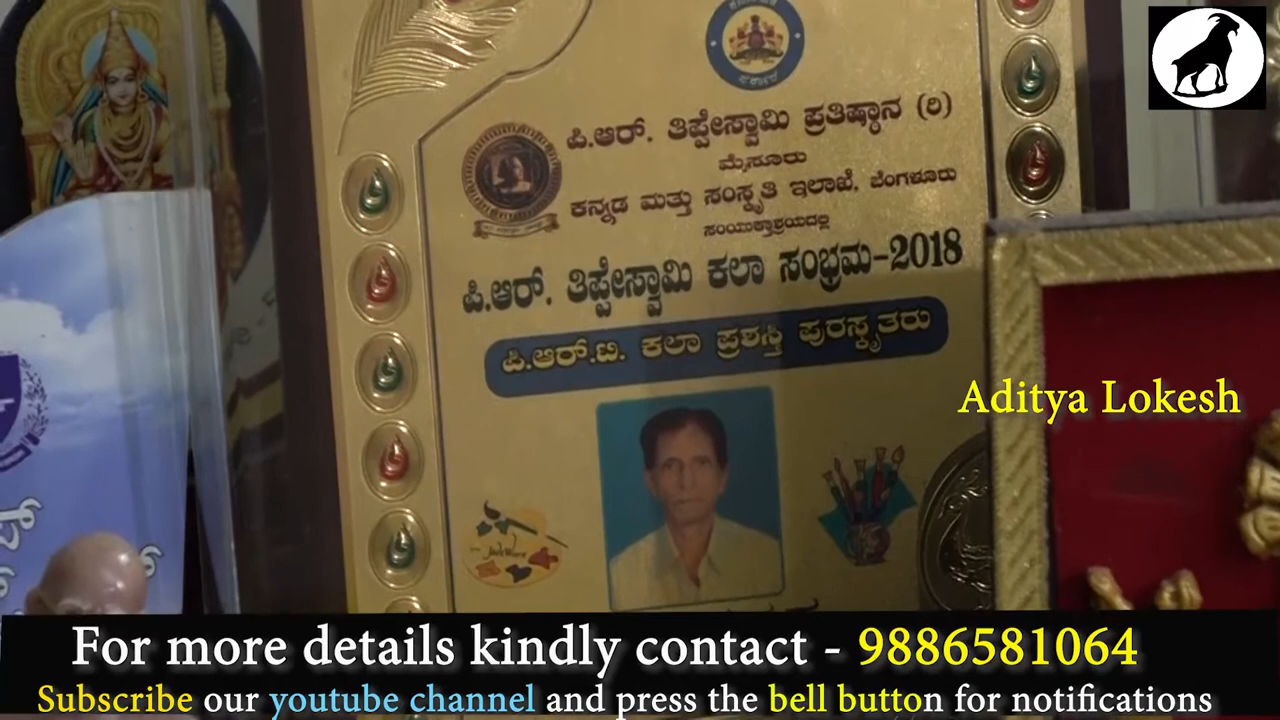 ಪಿ.ಆರ್. ತಿಪ್ಪೇಸ್ವಾಮಿ ಪ್ರತಿಷ್ಠಾನ (ರಿ)
ಮೈಸೂರು
ಕನ್ನಡ ಮತ್ತು ಸಂಸ್ಕೃತಿ ಇಲಾಖೆ, ಬೆಂಗಳೂರು
ಸಂಯುಕ್ತಾಶ್ರಯದಲ್ಲಿ
ಪಿ.ಆರ್. ತಿಪ್ಪೇಸ್ವಾಮಿ ಕಲಾ ಸಂಭ್ರಮ-2018
ಪಿ.ಆರ್.ಟಿ. ಕಲಾ ಪ್ರಶಸ್ತಿ ಪುರಸ್ಕೃತರು
Aditya Lokesh
For more details kindly contact - 9886581064
Subscribe our youtube channel and press the bell button for notifications